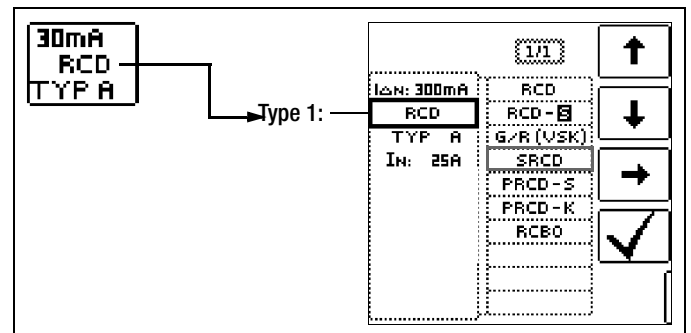 30mA
RCD
TYP A
Type 1:
1/1
I∆N: 300mA
RCD
TYP A
IN: 25A
RCD
RCD-S
G/R (VSK)
SRCD
PRCD-S
PRCD-K
RCBO